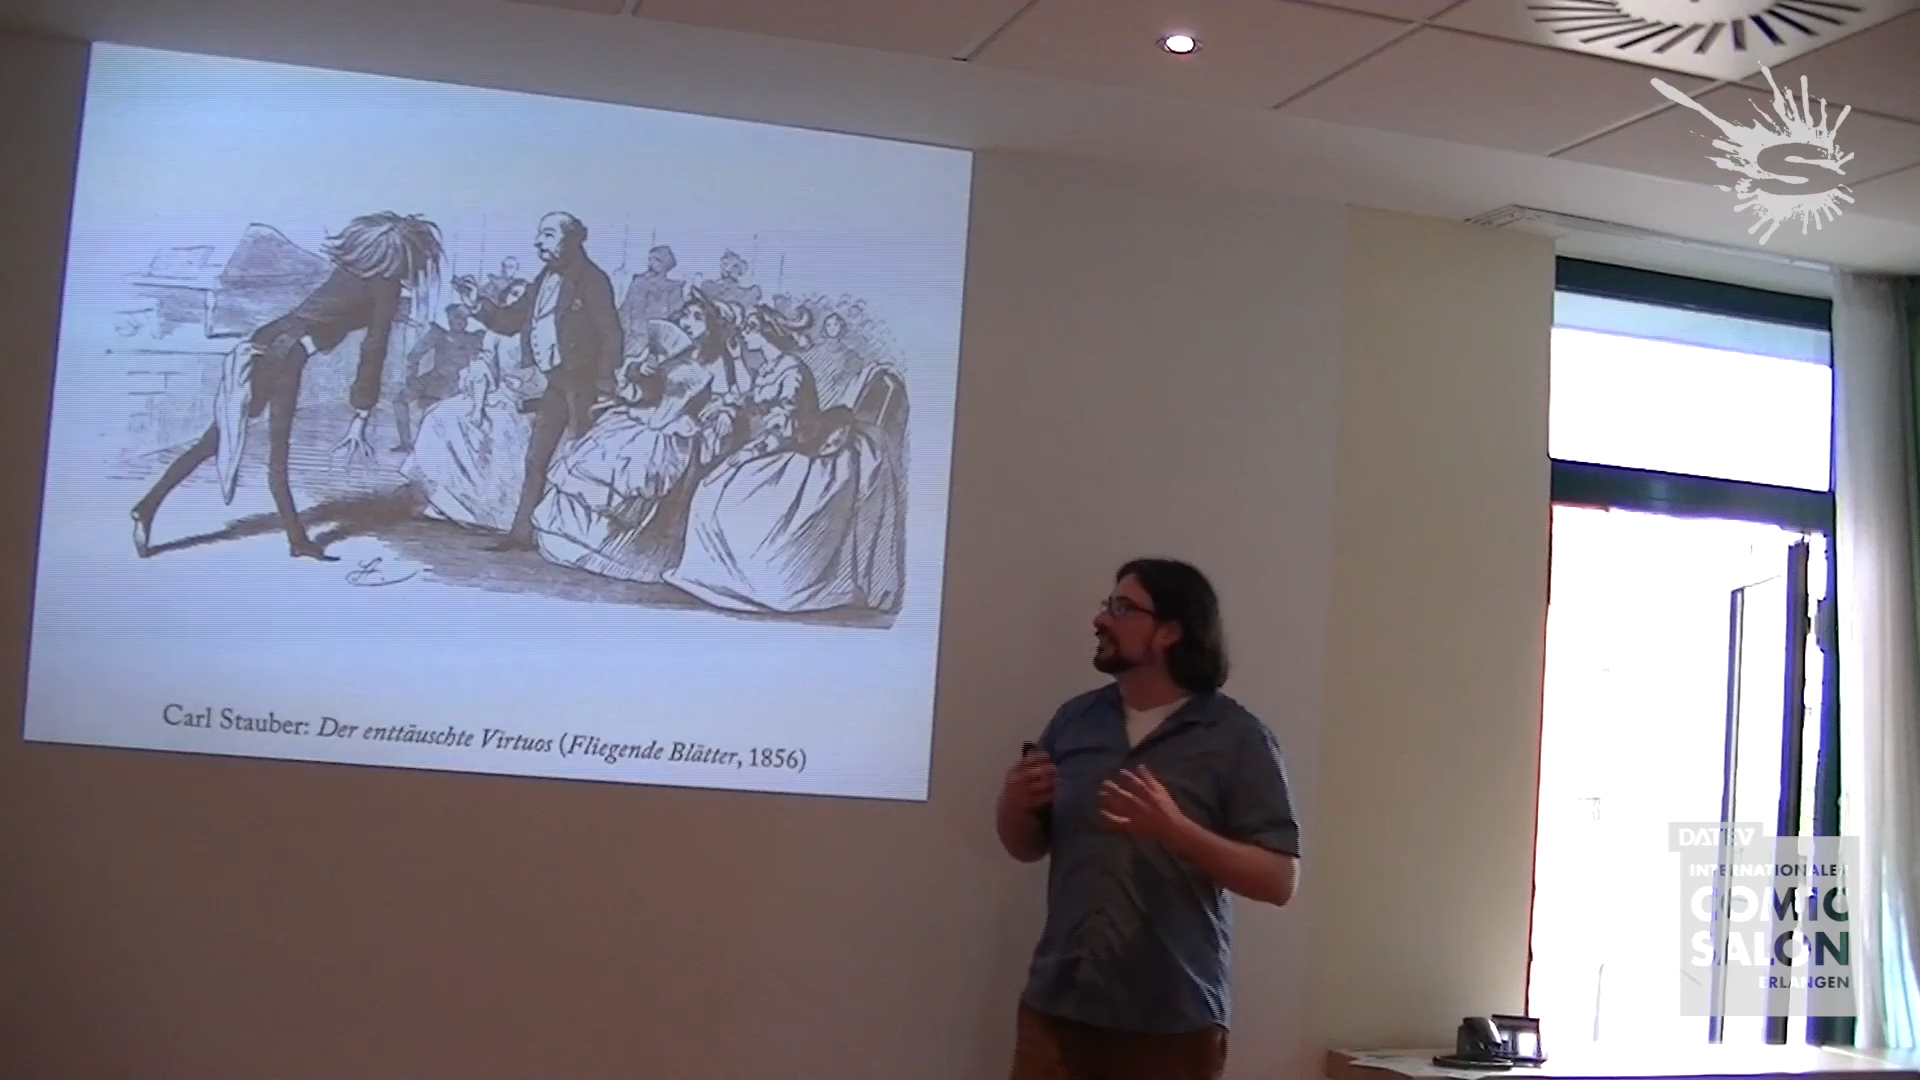 Carl Stauber: Der enttäuschte Virtuos (Fliegende Blätter, 1856)
DATEV
INTERNATIONALER
COMIC
SALON
ERLANGEN